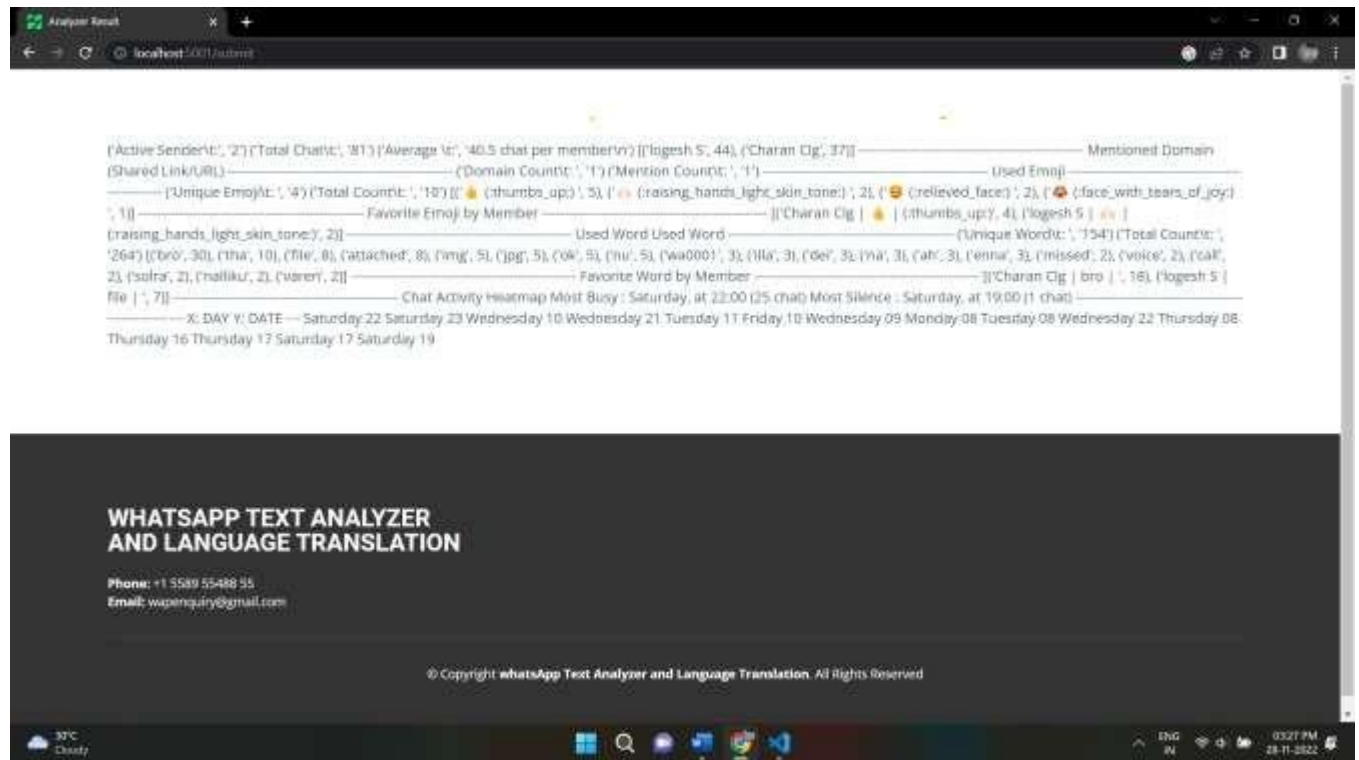 Analyzer Result
localhost:5001/submit
('Active Sender\t:', '2') ('Total Chat\t:', '81') ('Average \t:', '40.5 chat per member\n') [('logesh S', 44), ('Charan Clg', 37)] ---------- Mentioned Domain
(Shared Link/URL) ---------- ('Domain Count\t: ', '1') ('Mention Count\t: ', '1') ---------- Used Emoji ----------
---------- ('Unique Emoji\t: ', '4') ('Total Count\t: ', '10') [(' 👍 (:thumbs_up:) ', 5), (' 🙌🏻 (:raising_hands_light_skin_tone:) ', 2), (' 😌 (:relieved_face:) ', 2), (' 😂 (:face_with_tears_of_joy:)
', 1)] ---------- Favorite Emoji by Member ---------- [('Charan Clg | 👍 | (:thumbs_up:)', 4), ('logesh S | 🙌🏻 |
(:raising_hands_light_skin_tone:)', 2)] ---------- Used Word Used Word ---------- ('Unique Word\t: ', '154') ('Total Count\t: ',
'264') [('bro', 30), ('tha', 10), ('file', 8), ('attached', 8), ('img', 5), ('jpg', 5), ('ok', 5), ('nu', 5), ('wa0001', 3), ('illa', 3), ('dei', 3), ('na', 3), ('ah', 3), ('enna', 3), ('missed', 2), ('voice', 2), ('call',
2), ('solra', 2), ('nalliku', 2), ('varen', 2)] ---------- Favorite Word by Member ---------- [('Charan Clg | bro | ', 16), ('logesh S |
file | ', 7)] ---------- Chat Activity Heatmap Most Busy : Saturday, at 22:00 (25 chat) Most Silence : Saturday, at 19:00 (1 chat) ----------
---------- X: DAY Y: DATE --- Saturday 22 Saturday 23 Wednesday 10 Wednesday 21 Tuesday 11 Friday 10 Wednesday 09 Monday 08 Tuesday 08 Wednesday 22 Thursday 08
Thursday 16 Thursday 17 Saturday 17 Saturday 19
WHATSAPP TEXT ANALYZER
AND LANGUAGE TRANSLATION
Phone: +1 5589 55488 55
Email: wapenquiry@gmail.com
© Copyright whatsApp Text Analyzer and Language Translation. All Rights Reserved
30°C
Cloudy
ENG
IN
03:27 PM
28-11-2022